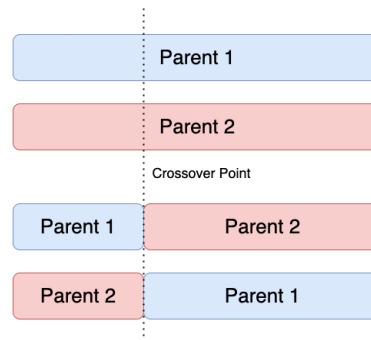 Parent 1
Parent 2
Crossover Point
Parent 1 Parent 2
Parent 2 Parent 1